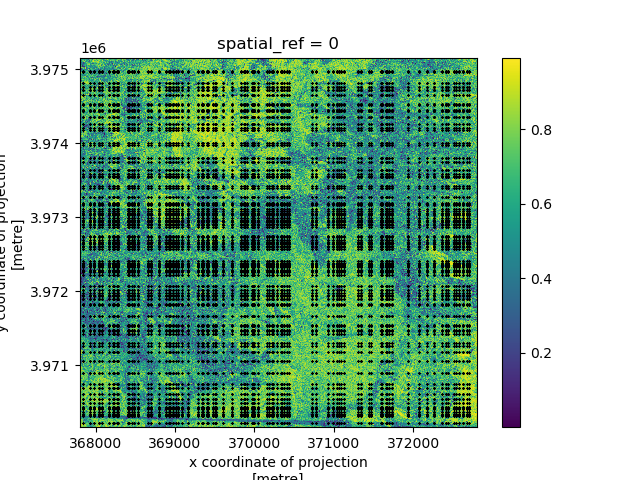 spatial_ref = 0
1e6
3.975
3.974
3.973
3.972
3.971
y coordinate of projection
[metre]
368000 369000 370000 371000 372000
x coordinate of projection
[metre]
0.8
0.6
0.4
0.2